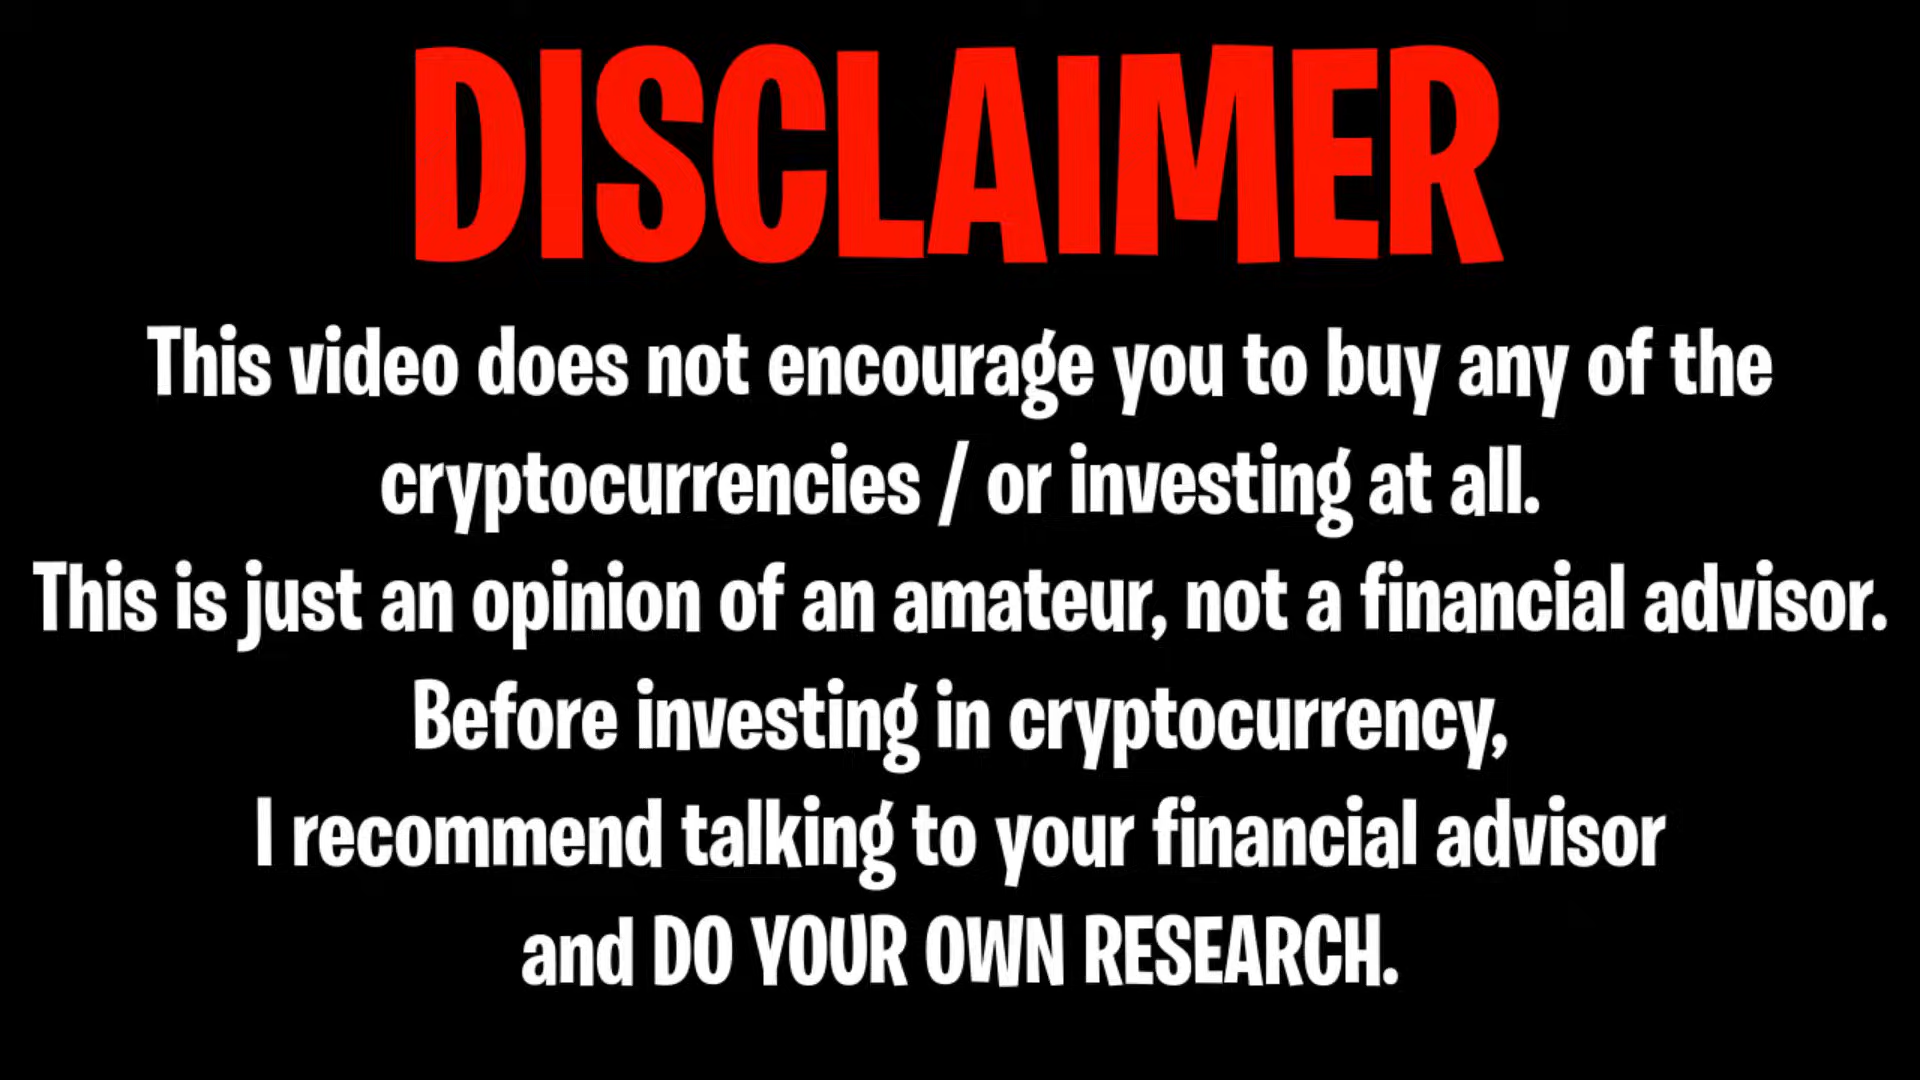 DISCLAIMER
This video does not encourage you to buy any of the
cryptocurrencies / or investing at all.
This is just an opinion of an amateur, not a financial advisor.
Before investing in cryptocurrency,
I recommend talking to your financial advisor
and DO YOUR OWN RESEARCH.